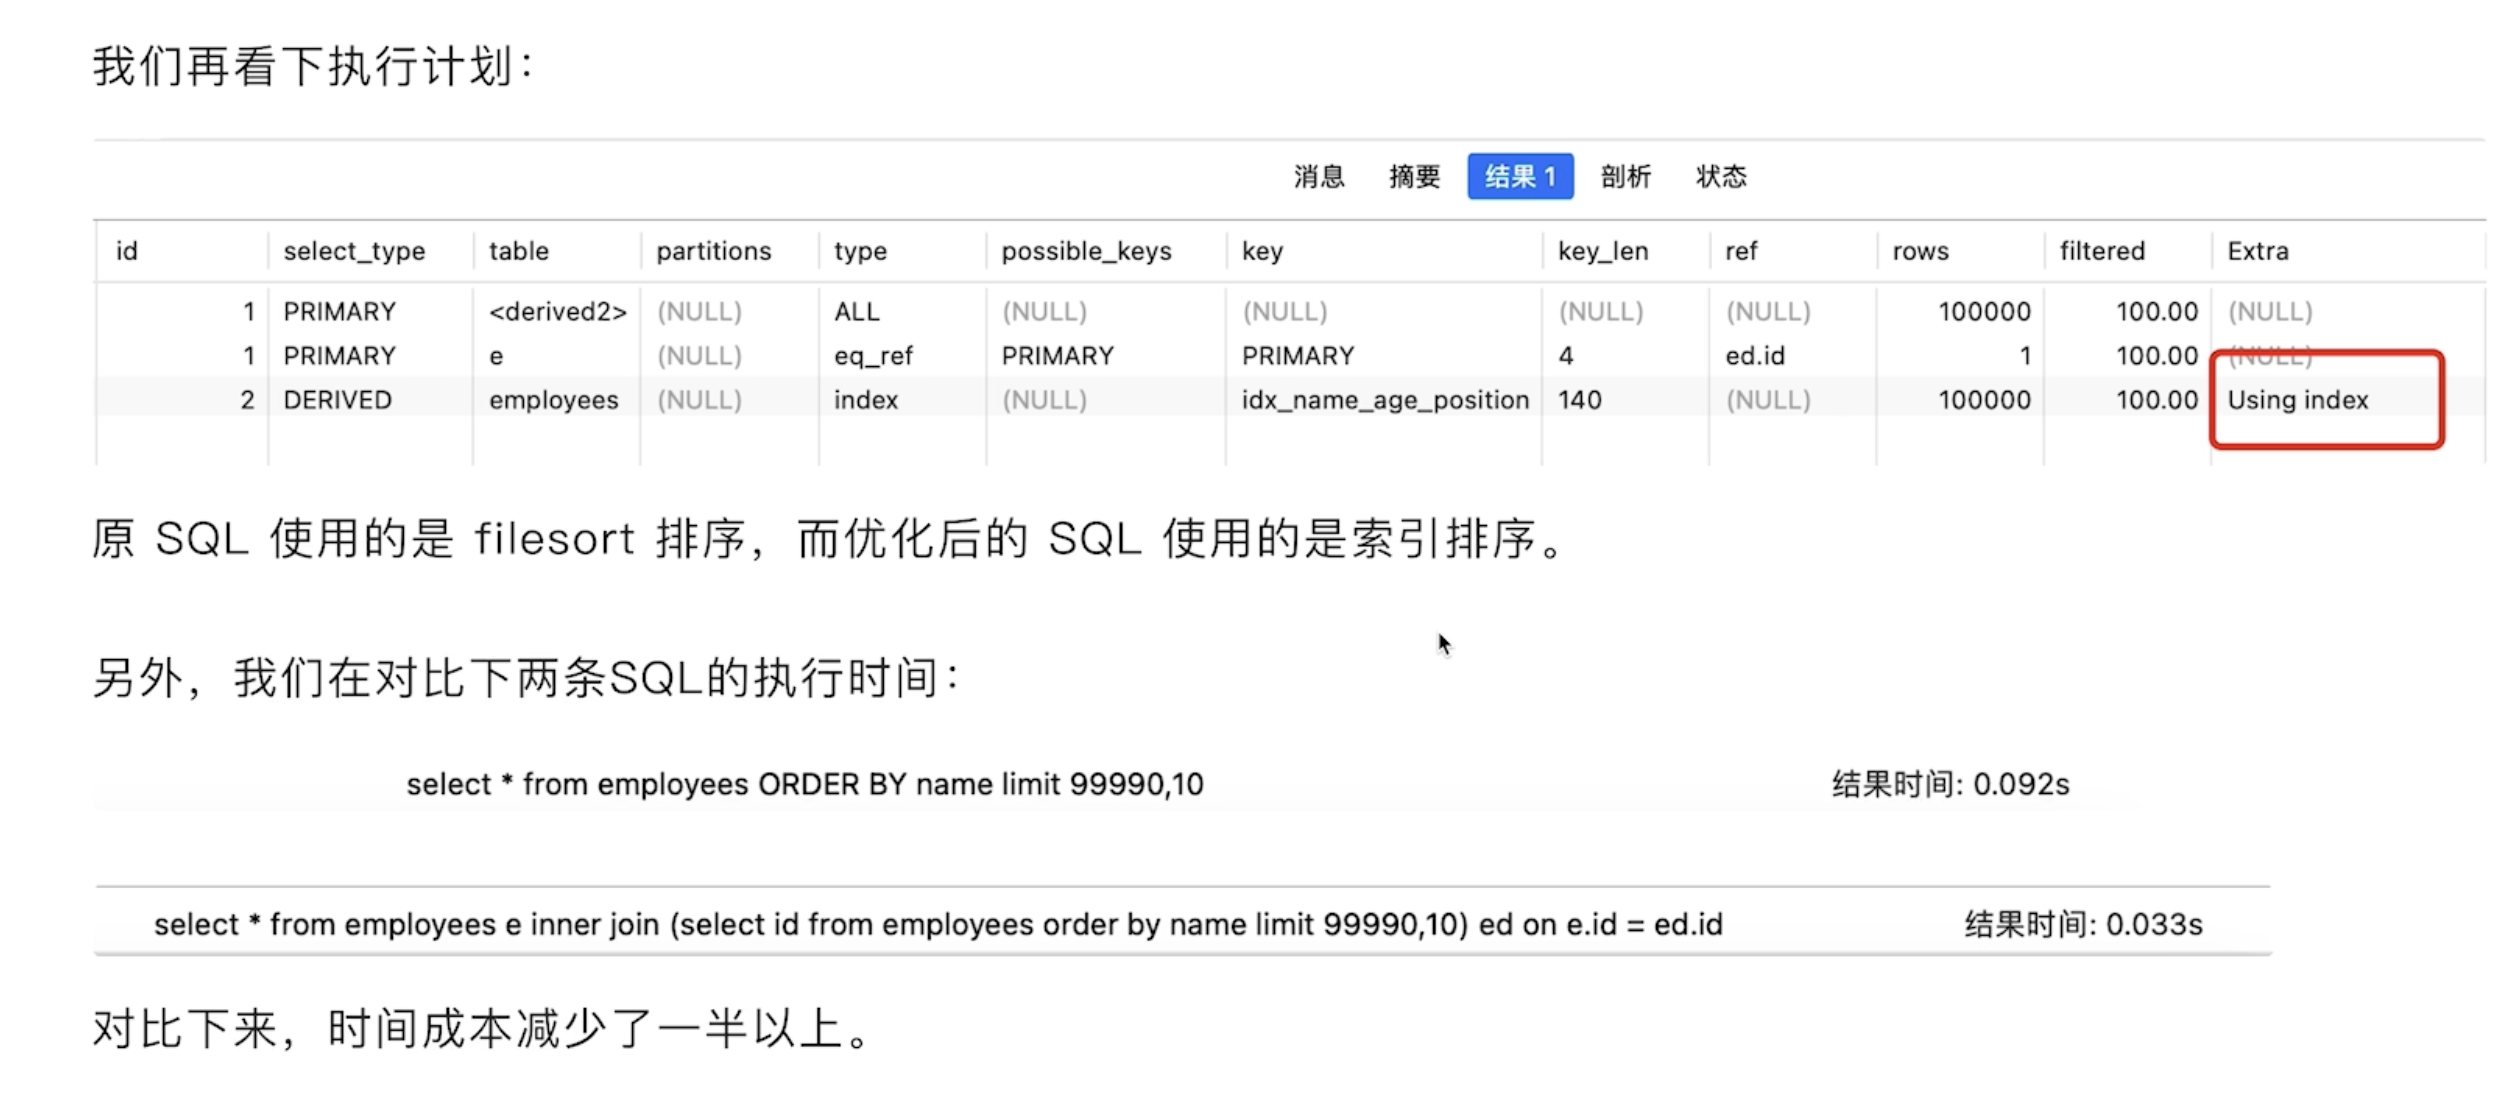 我们再看下执行计划：
消息 摘要 结果 1 剖析 状态
id select_type table partitions type possible_keys key key_len ref rows filtered Extra
1 PRIMARY <derived2> (NULL) ALL (NULL) (NULL) (NULL) (NULL) 100000 100.00 (NULL)
1 PRIMARY e (NULL) eq_ref PRIMARY PRIMARY 4 ed.id 1 100.00 (NULL)
2 DERIVED employees (NULL) index (NULL) idx_name_age_position 140 (NULL) 100000 100.00 Using index
原 SQL 使用的是 filesort 排序，而优化后的 SQL 使用的是索引排序。
另外，我们在对比下两条SQL的执行时间：
select * from employees ORDER BY name limit 99990,10 结果时间: 0.092s
select * from employees e inner join (select id from employees order by name limit 99990,10) ed on e.id = ed.id 结果时间: 0.033s
对比下来，时间成本减少了一半以上。